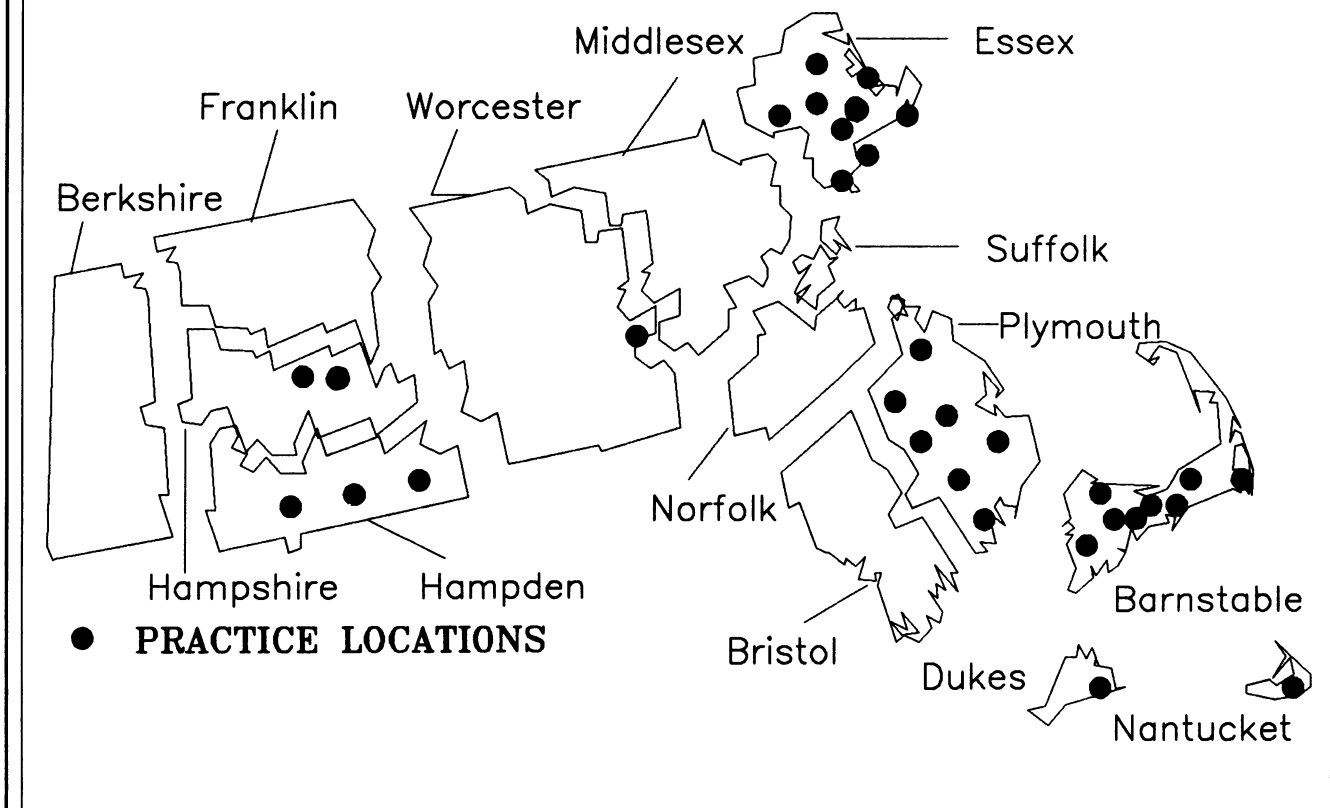 Middlesex
Essex
Franklin
Worcester
Berkshire
Suffolk
Plymouth
Norfolk
Hampshire
Hampden
Barnstable
PRACTICE LOCATIONS
Bristol
Dukes
Nantucket